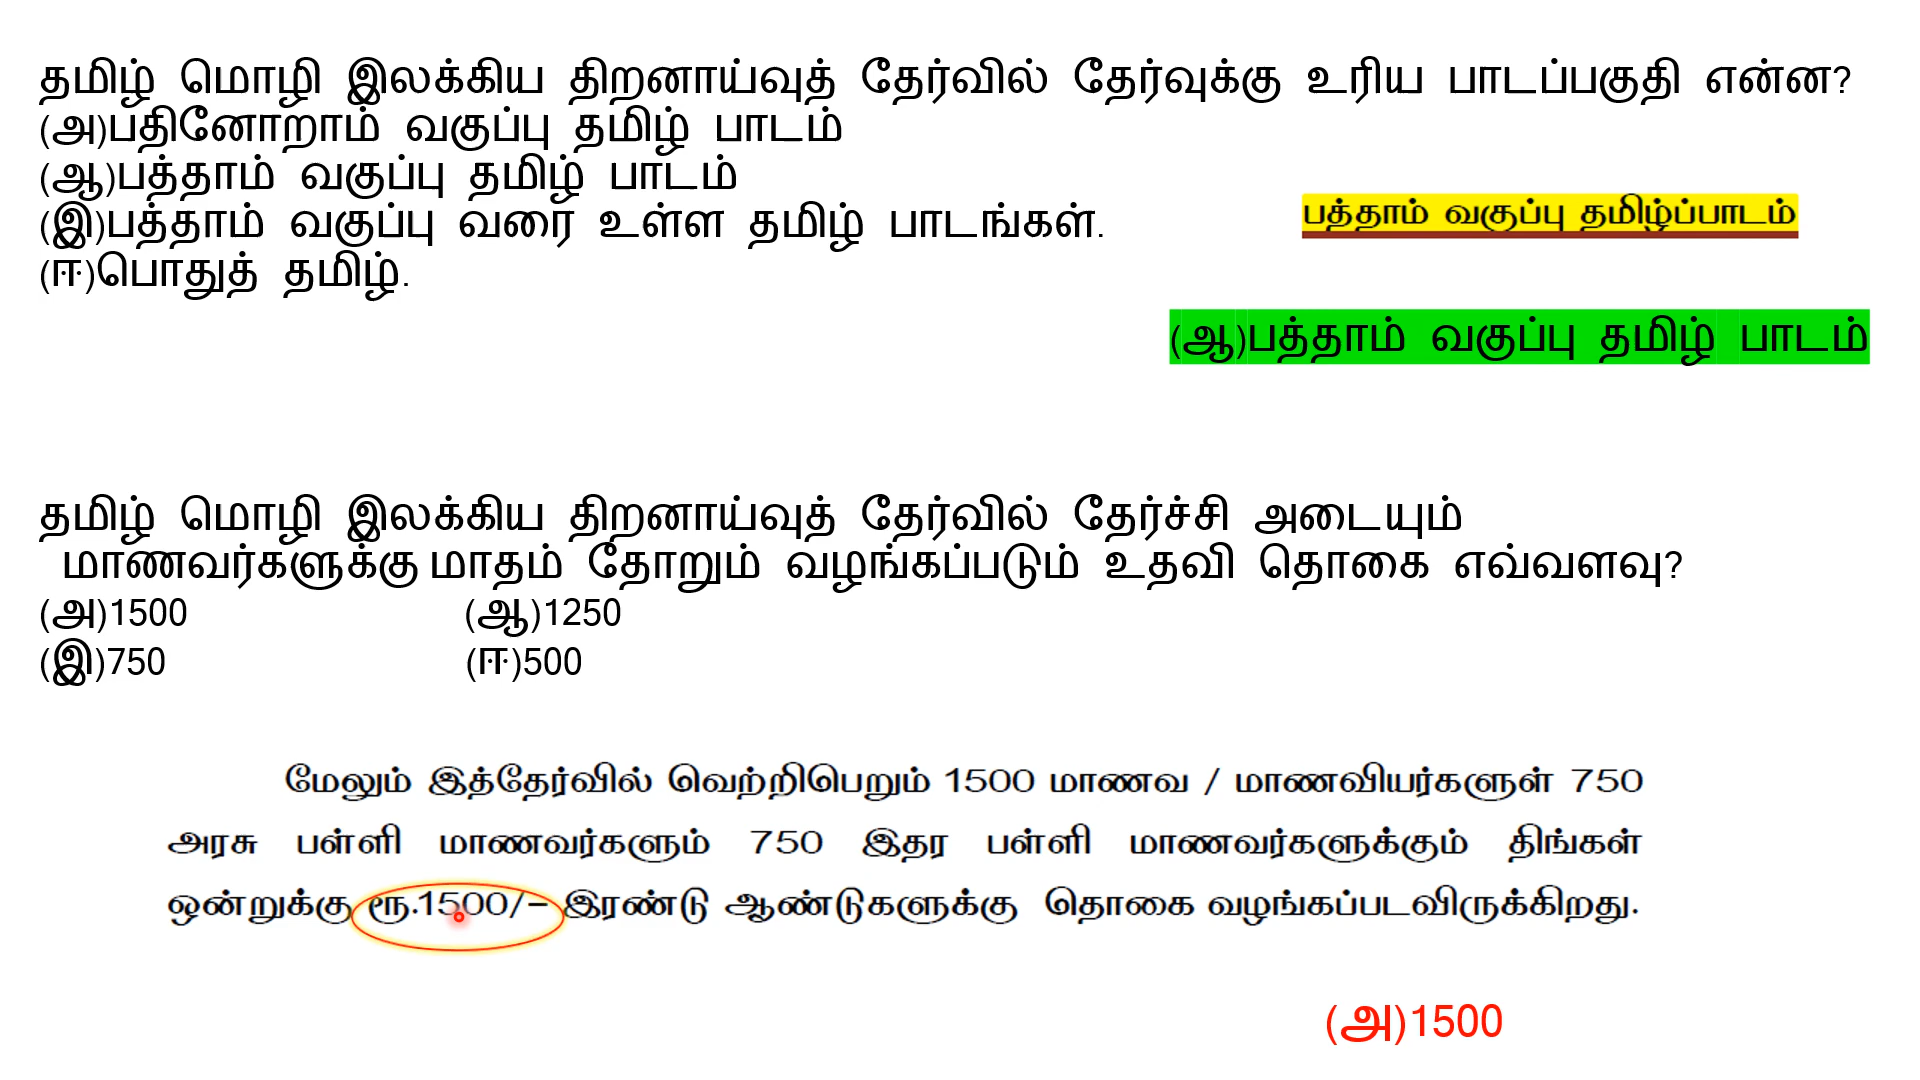 தமிழ் மொழி இலக்கிய திறனாய்வுத் தேர்வில் தேர்வுக்கு உரிய பாடப்பகுதி என்ன?
(அ)பதினோறாம் வகுப்பு தமிழ் பாடம்
(ஆ)பத்தாம் வகுப்பு தமிழ் பாடம்
(இ)பத்தாம் வகுப்பு வரை உள்ள தமிழ் பாடங்கள்.
பத்தாம் வகுப்பு தமிழ்ப்பாடம்
(ஈ)பொதுத் தமிழ்.
(ஆ)பத்தாம் வகுப்பு தமிழ் பாடம்
தமிழ் மொழி இலக்கிய திறனாய்வுத் தேர்வில் தேர்ச்சி அடையும்
மாணவர்களுக்கு மாதம் தோறும் வழங்கப்படும் உதவி தொகை எவ்வளவு?
(அ)1500 (ஆ)1250
(இ)750 (ஈ)500
மேலும் இத்தேர்வில் வெற்றிபெறும் 1500 மாணவ / மாணவியர்களுள் 750
அரசு பள்ளி மாணவர்களும் 750 இதர பள்ளி மாணவர்களுக்கும் திங்கள்
ஒன்றுக்கு ரூ.1500/– இரண்டு ஆண்டுகளுக்கு தொகை வழங்கப்படவிருக்கிறது.
(அ)1500